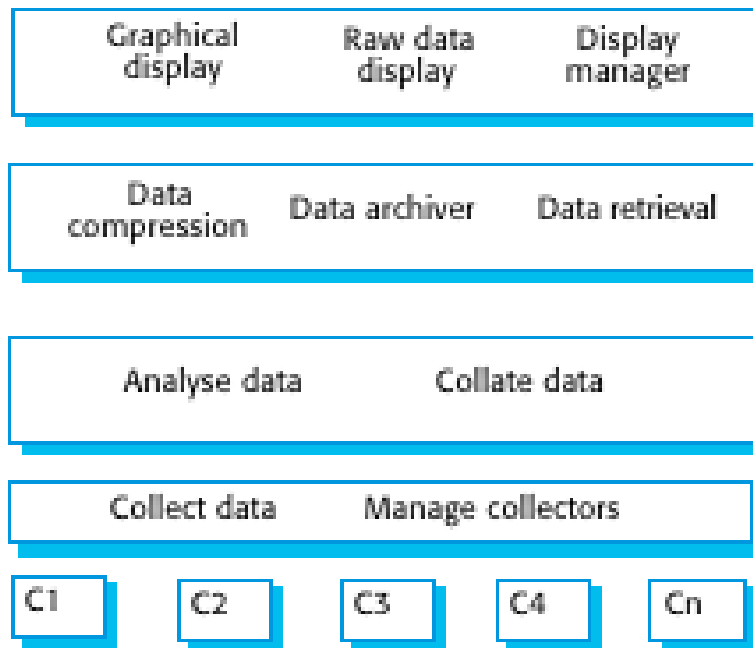 Graphical display
Raw data display
Display manager
Data compression
Data archiver
Data retrieval
Analyse data
Collate data
Collect data
Manage collectors
C1
C2
C3
C4
Cn